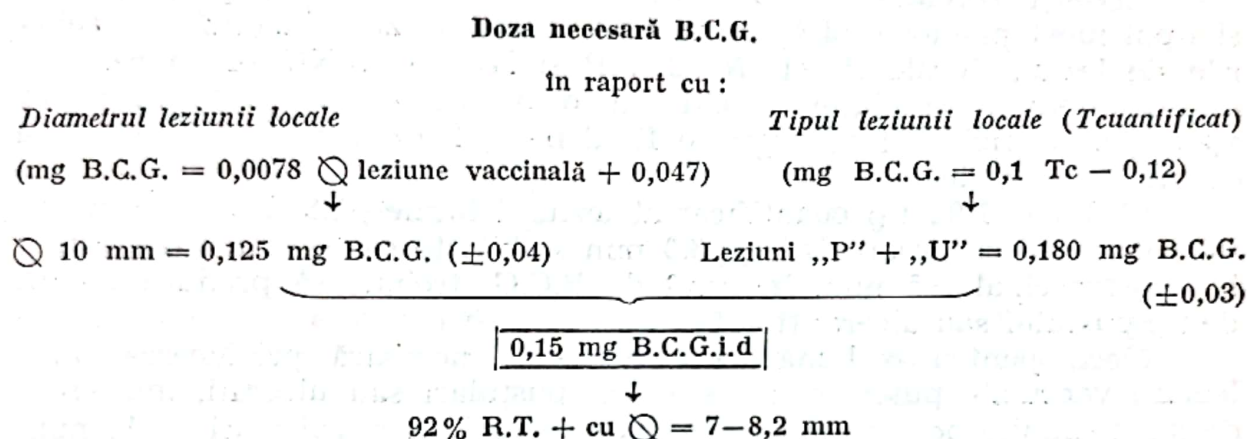 Doza necesară B.C.G.
în raport cu :
Diametrul leziunii locale
Tipul leziunii locale (Tcuantificat)
(mg B.C.G. = 0,0078 ∅ leziune vaccinală + 0,047)
(mg B.C.G. = 0,1 Tc − 0,12)
↓ ↓
∅ 10 mm = 0,125 mg B.C.G. (±0,04)
Leziuni ,,P” + ,,U” = 0,180 mg B.C.G.
(±0,03)
0,15 mg B.C.G.i.d
↓
92% R.T. + cu ∅ = 7−8,2 mm